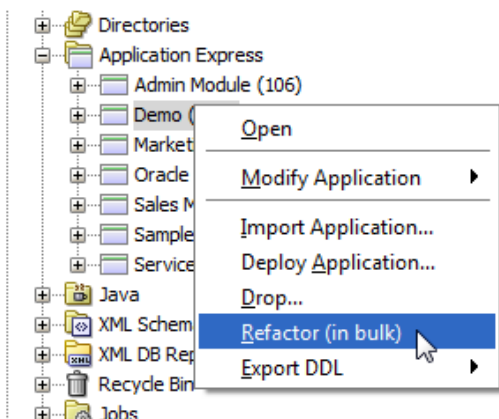 Directories
Application Express
Admin Module (106)
Demo (
Market
Oracle
Sales M
Sample
Service
Java
XML Schem
XML DB Rep
Recycle Bin
Jobs
Open
Modify Application
Import Application...
Deploy Application...
Drop...
Refactor (in bulk)
Export DDL